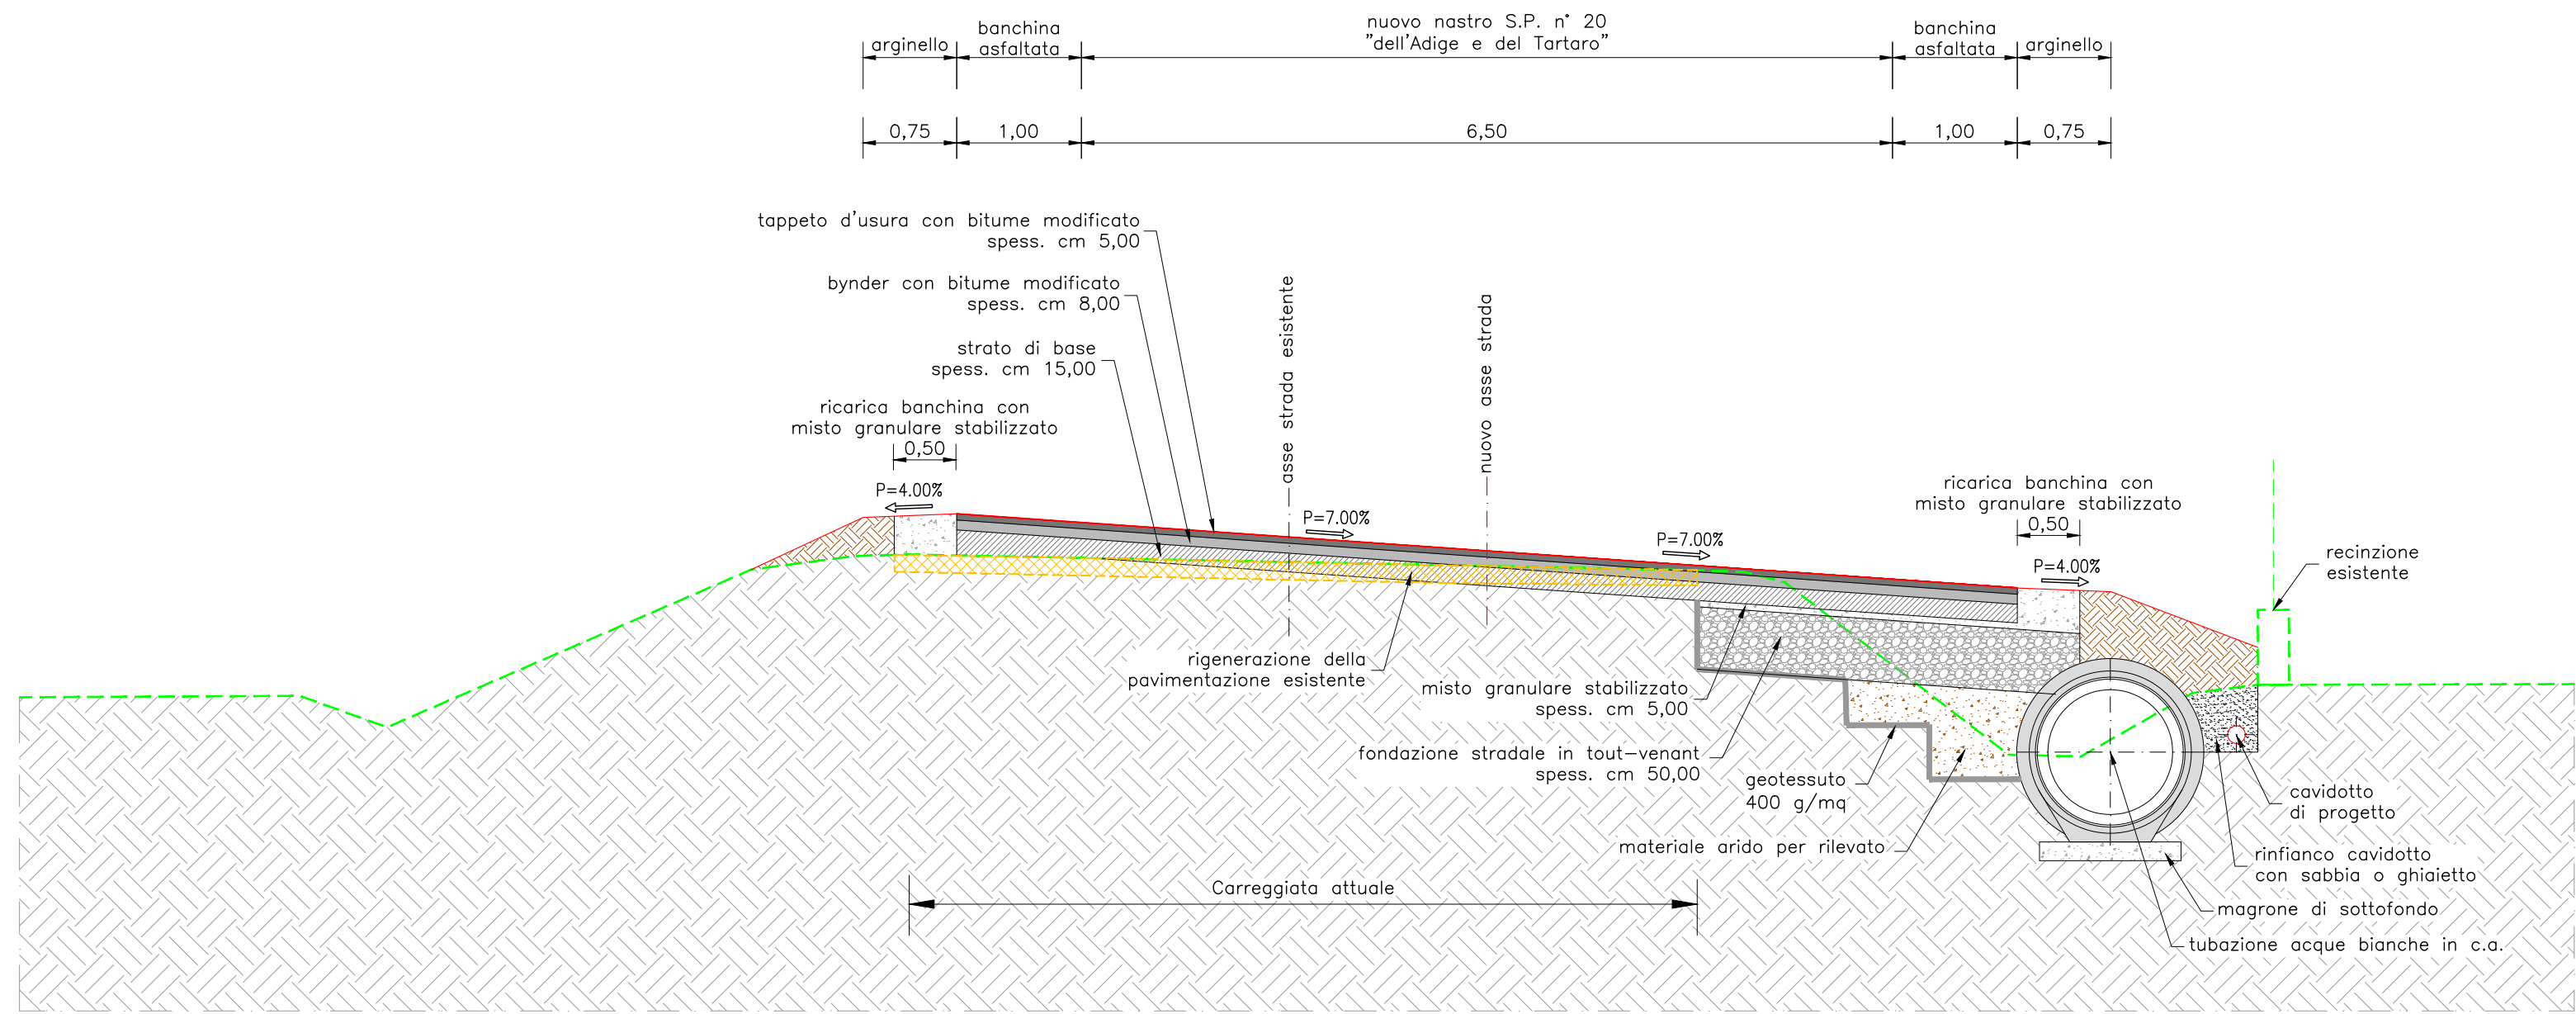 nuovo nastro S.P. n° 20
"dell'Adige e del Tartaro"
arginello
banchina
asfaltata
banchina
asfaltata
arginello
0,75
1,00
6,50
1,00
0,75
tappeto d'usura con bitume modificato
spess. cm 5,00
bynder con bitume modificato
spess. cm 8,00
strato di base
spess. cm 15,00
ricarica banchina con
misto granulare stabilizzato
0,50
P=4.00%
asse strada esistente
nuovo asse strada
P=7.00%
P=7.00%
ricarica banchina con
misto granulare stabilizzato
0,50
P=4.00%
recinzione
esistente
rigenerazione della
pavimentazione esistente
misto granulare stabilizzato
spess. cm 5,00
fondazione stradale in tout-venant
spess. cm 50,00
geotessuto
400 g/mq
materiale arido per rilevato
cavidotto
di progetto
rinfianco cavidotto
con sabbia o ghiaietto
magrone di sottofondo
tubazione acque bianche in c.a.
Carreggiata attuale